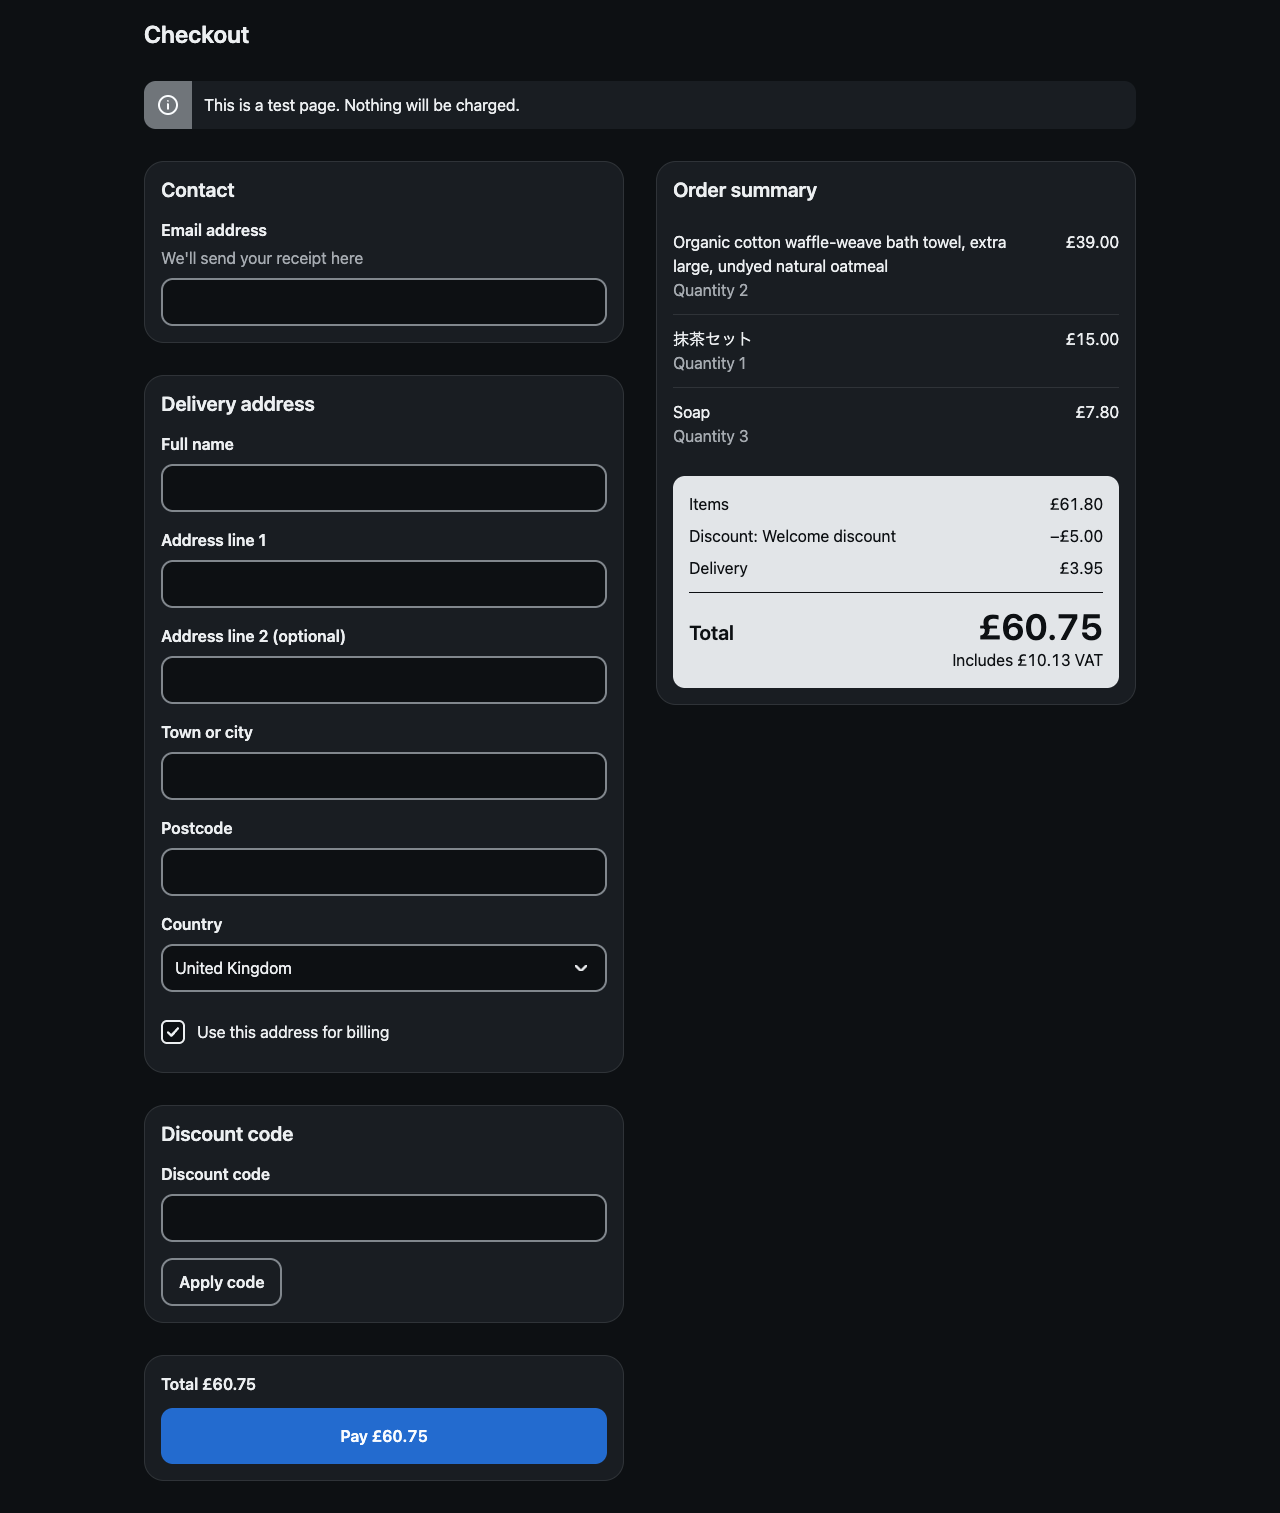 Checkout
This is a test page. Nothing will be charged.
Contact
Email address
We'll send your receipt here
Delivery address
Full name
Address line 1
Address line 2 (optional)
Town or city
Postcode
Country
United Kingdom
Use this address for billing
Discount code
Discount code
Apply code
Total £60.75
Pay £60.75
Order summary
Organic cotton waffle-weave bath towel, extra £39.00
large, undyed natural oatmeal
Quantity 2
抹茶セット £15.00
Quantity 1
Soap £7.80
Quantity 3
Items £61.80
Discount: Welcome discount −£5.00
Delivery £3.95
Total £60.75
Includes £10.13 VAT